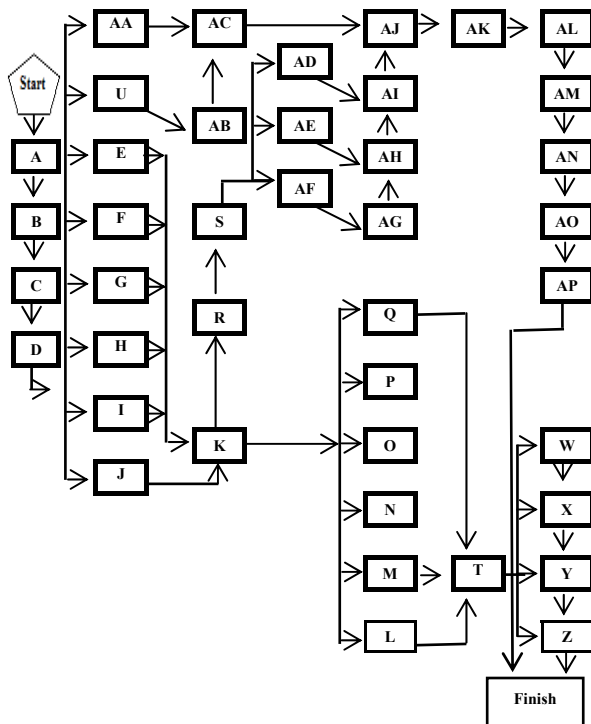 AA AC AJ AK AL
Start
U AD AI AM
AB
A E AE AH AN
B F S AF AG AO
C G R Q AP
D H P
I K O W
J N X
M T Y
L Z
Finish